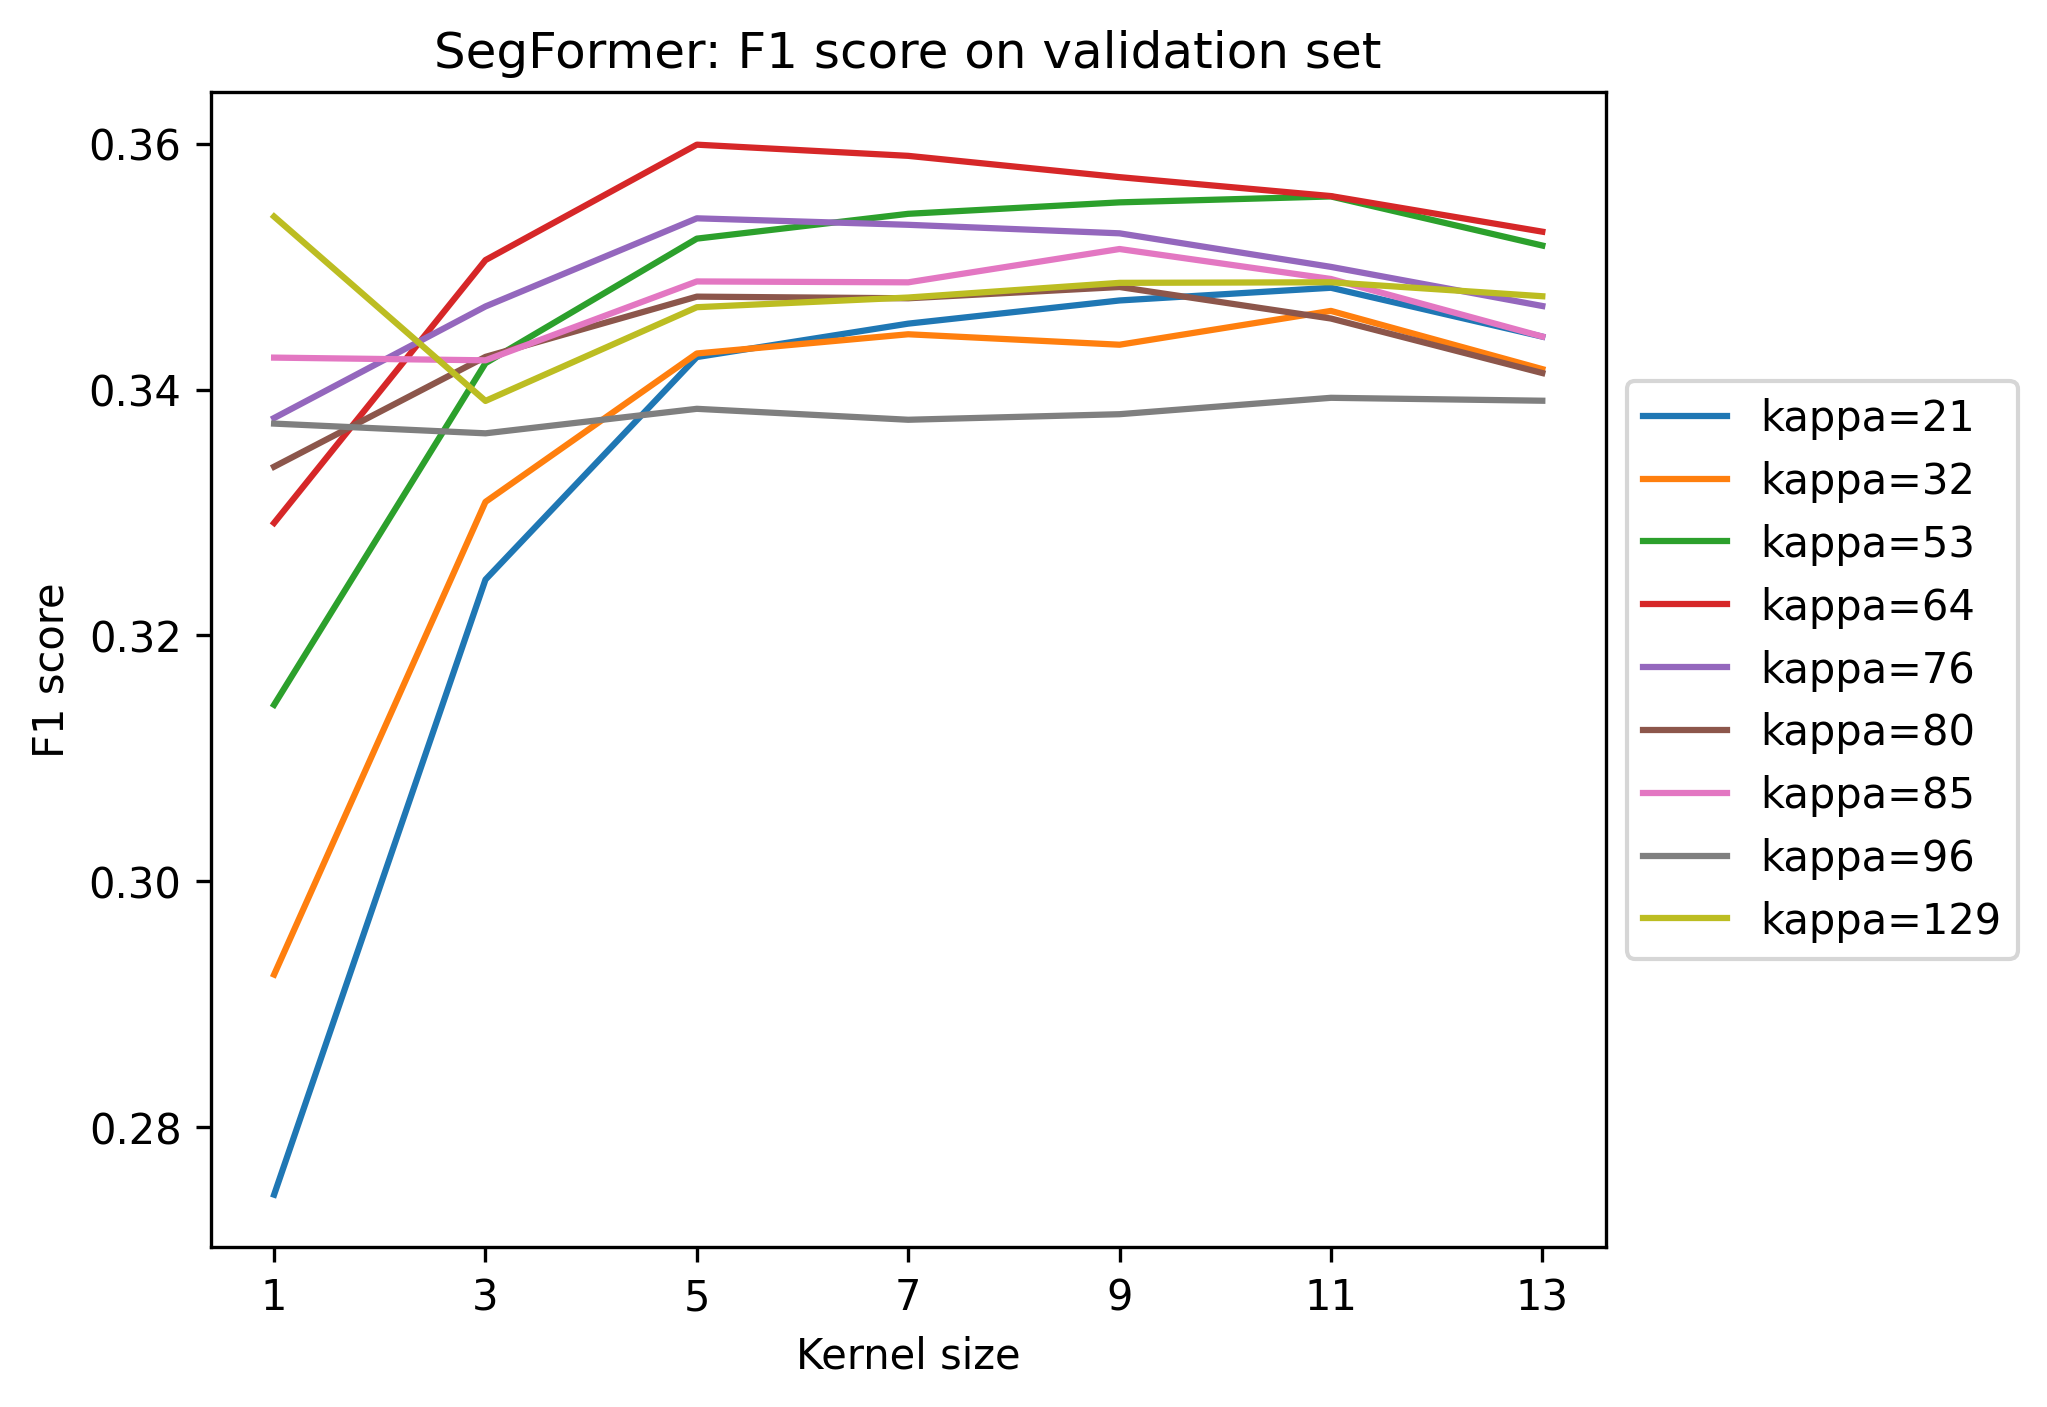 SegFormer: F1 score on validation set
F1 score
0.36
0.34
0.32
0.30
0.28
1 3 5 7 9 11 13
Kernel size
kappa=21
kappa=32
kappa=53
kappa=64
kappa=76
kappa=80
kappa=85
kappa=96
kappa=129